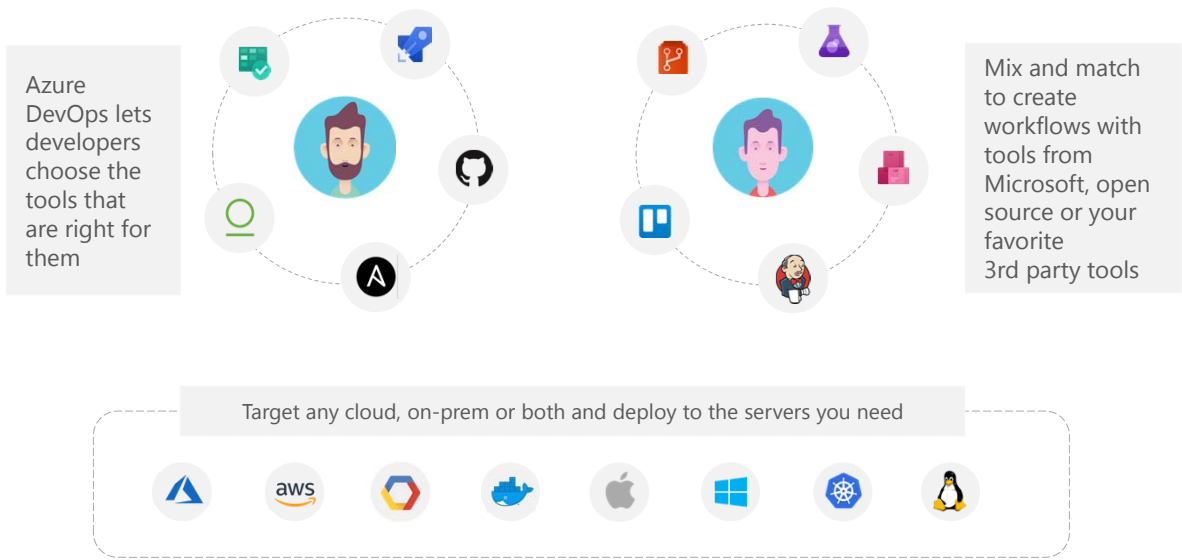 Azure
DevOps lets
developers
choose the
tools that
are right for
them
Mix and match
to create
workflows with
tools from
Microsoft, open
source or your
favorite
3rd party tools
Target any cloud, on-prem or both and deploy to the servers you need
aws